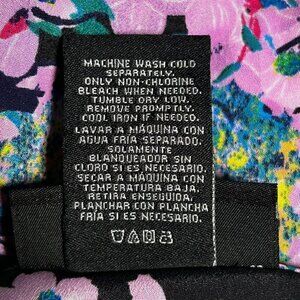 MACHINE WASH COLD
SEPARATELY.
ONLY NON-CHLORINE
BLEACH WHEN NEEDED.
TUMBLE DRY LOW.
REMOVE PROMPTLY.
COOL IRON IF NEEDED.
LAVAR A MÁQUINA CON
AGUA FRÍA SEPARADO.
SOLAMENTE
BLANQUEADOR SIN
CLORO SI ES NECESARIO.
SECAR A MÁQUINA CON
TEMPERATURA BAJA.
RETIRA ENSEGUIDA.
PLANCHAR CON PLANCHA
FRÍA SI ES NECESARIO.